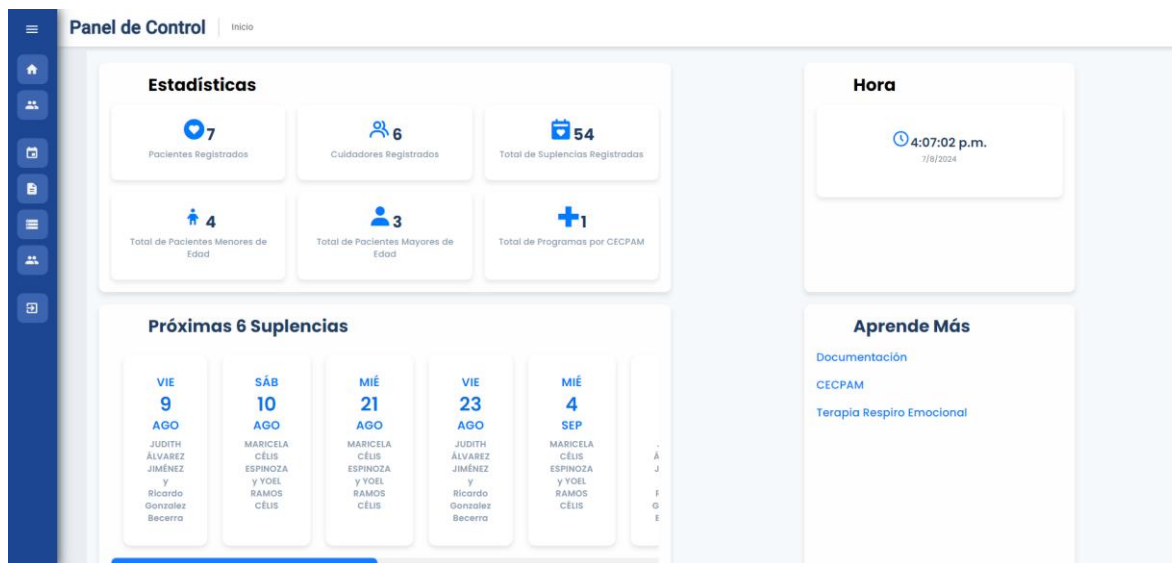 Panel de Control
Inicio
Estadísticas
7
Pacientes Registrados
6
Cuidadores Registrados
54
Total de Suplencias Registradas
4
Total de Pacientes Menores de
Edad
3
Total de Pacientes Mayores de
Edad
1
Total de Programas por CECPAM
Hora
4:07:02 p.m.
7/8/2024
Próximas 6 Suplencias
VIE
9
AGO
JUDITH
ÁLVAREZ
JIMÉNEZ
y
Ricardo
Gonzalez
Becerra
SÁB
10
AGO
MARICELA
CÉLIS
ESPINOZA
y YOEL
RAMOS
CÉLIS
MIÉ
21
AGO
MARICELA
CÉLIS
ESPINOZA
y YOEL
RAMOS
CÉLIS
VIE
23
AGO
JUDITH
ÁLVAREZ
JIMÉNEZ
y
Ricardo
Gonzalez
Becerra
MIÉ
4
SEP
MARICELA
CÉLIS
ESPINOZA
y YOEL
RAMOS
CÉLIS
Aprende Más
Documentación
CECPAM
Terapia Respiro Emocional